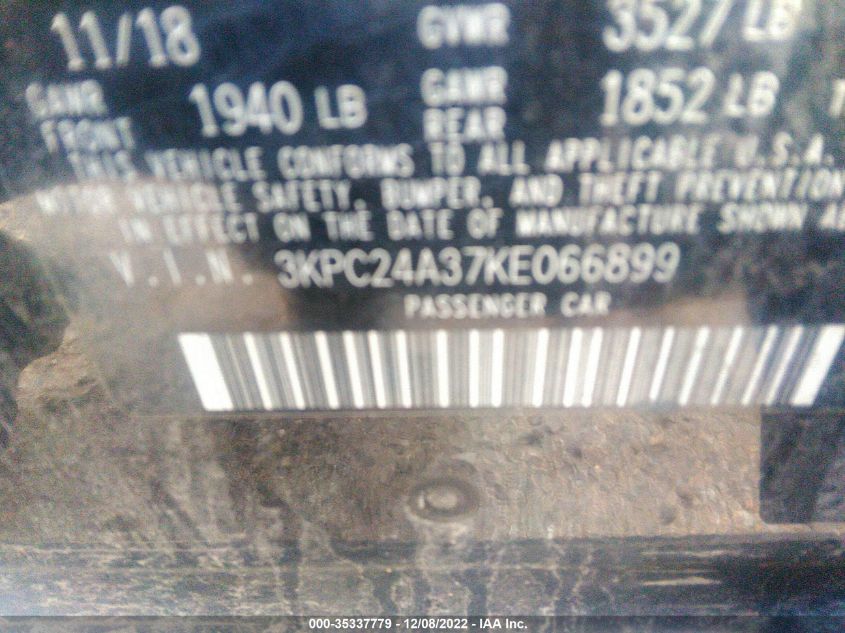 11/18 GVWR 3527 LB
GAWR FRONT 1940 LB GAWR REAR 1852 LB
THIS VEHICLE CONFORMS TO ALL APPLICABLE U.S.A.
MOTOR VEHICLE SAFETY, BUMPER, AND THEFT PREVENTION
IN EFFECT ON THE DATE OF MANUFACTURE SHOWN AB
V.I.N. 3KPC24A37KE066899
PASSENGER CAR
000-35337779 - 12/08/2022 - IAA Inc.